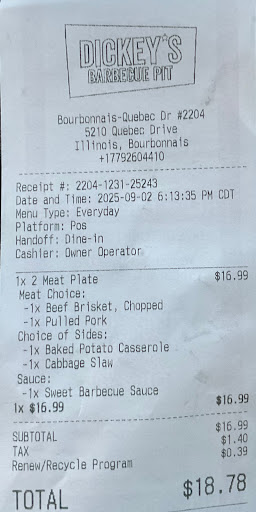 DICKEY'S
BARBECUE PIT
Bourbonnais-Quebec Dr #2204
5210 Quebec Drive
Illinois, Bourbonnais
+17792604410
Receipt #: 2204-1231-25243
Date and Time: 2025-09-02 6:13:35 PM CDT
Menu Type: Everyday
Platform: Pos
Handoff: Dine-in
Cashier: Owner Operator
1x 2 Meat Plate $16.99
Meat Choice:
-1x Beef Brisket, Chopped
-1x Pulled Pork
Choice of Sides:
-1x Baked Potato Casserole
-1x Cabbage Slaw
Sauce:
-1x Sweet Barbecue Sauce
1x $16.99 $16.99
SUBTOTAL $16.99
TAX $1.40
Renew/Recycle Program $0.39
TOTAL $18.78